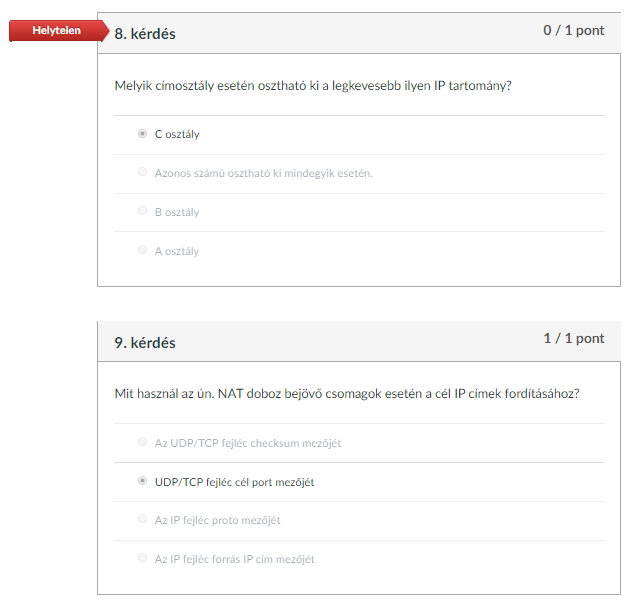 Helytelen
8. kérdés
0 / 1 pont
Melyik címosztály esetén osztható ki a legkevesebb ilyen IP tartomány?
C osztály
Azonos számú osztható ki mindegyik esetén.
B osztály
A osztály
9. kérdés
1 / 1 pont
Mit használ az ún. NAT doboz bejövő csomagok esetén a cél IP címek fordításához?
Az UDP/TCP fejléc checksum mezőjét
UDP/TCP fejléc cél port mezőjét
Az IP fejléc proto mezőjét
Az IP fejléc forrás IP cím mezőjét